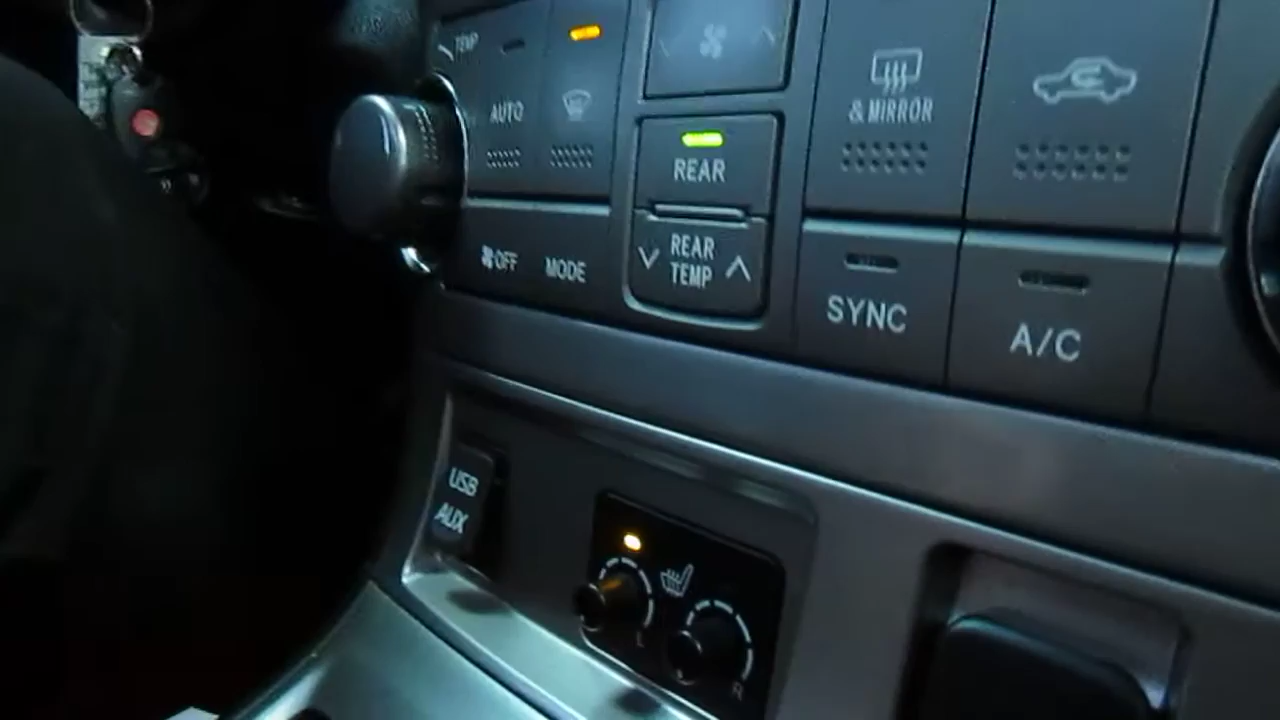 TEMP
AUTO
& MIRROR
REAR
OFF
MODE
REAR
TEMP
SYNC
A/C
USB
AUX
L
R